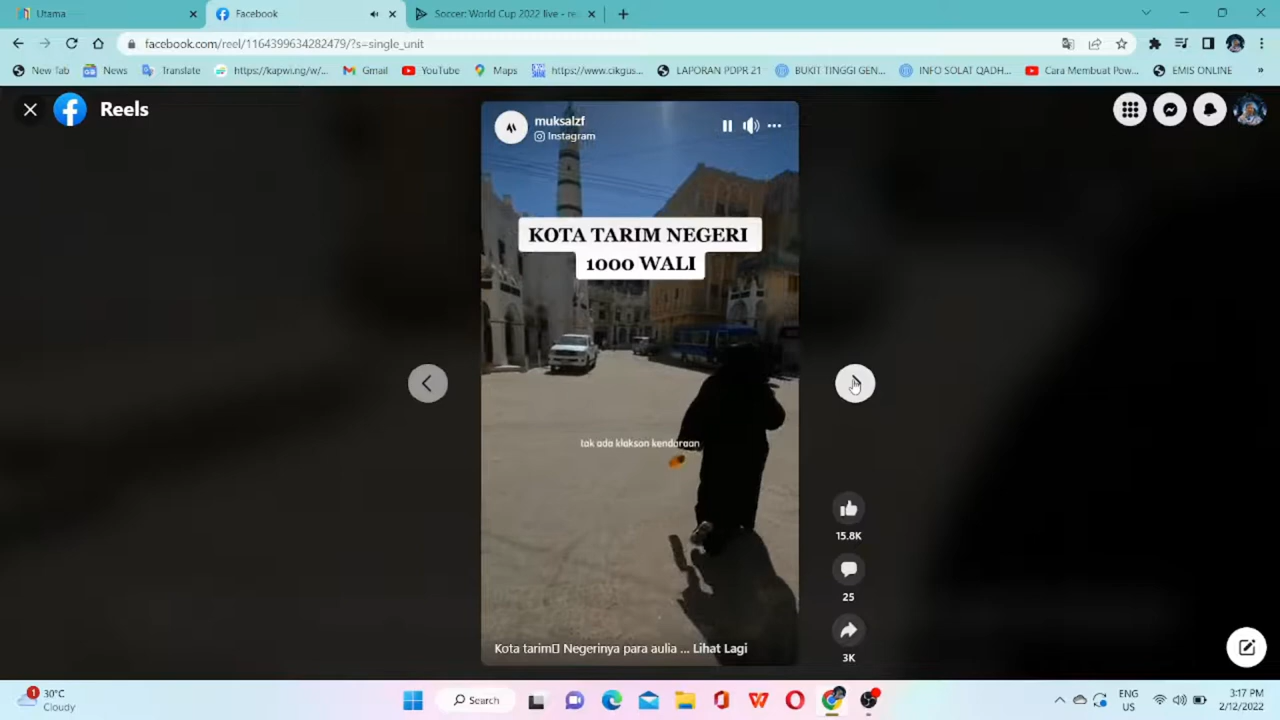 Utama
Facebook
Soccer: World Cup 2022 live - re
facebook.com/reel/1164399634282479/?s=single_unit
New Tab
News
Translate
https://kapwi.ng/w/...
Gmail
YouTube
Maps
https://www.cikgus...
LAPORAN PDPR 21
BUKIT TINGGI GEN...
INFO SOLAT QADH...
Cara Membuat Pow...
EMIS ONLINE
»
Reels
muksalzf
Instagram
KOTA TARIM NEGERI
1000 WALI
tak ada klakson kendaraan
15.8K
25
3K
Kota tarim▯ Negerinya para aulia ... Lihat Lagi
1
30°C
Cloudy
Search
ENG
US
3:17 PM
2/12/2022